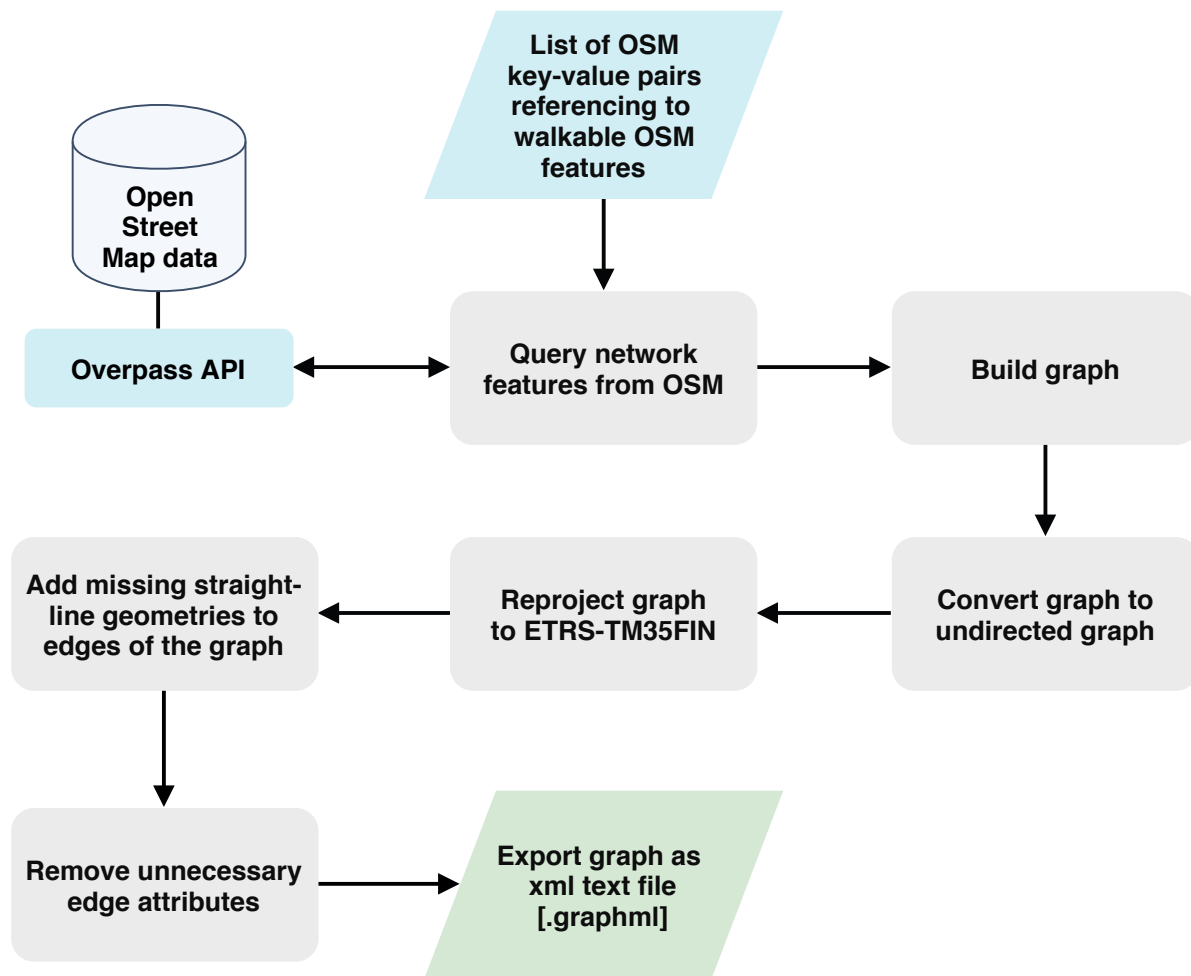 List of OSM
key-value pairs
referencing to
walkable OSM
features
Open
Street
Map data
Overpass API
Query network
features from OSM
Build graph
Add missing straight-
line geometries to
edges of the graph
Reproject graph
to ETRS-TM35FIN
Convert graph to
undirected graph
Remove unnecessary
edge attributes
Export graph as
xml text file
[.graphml]